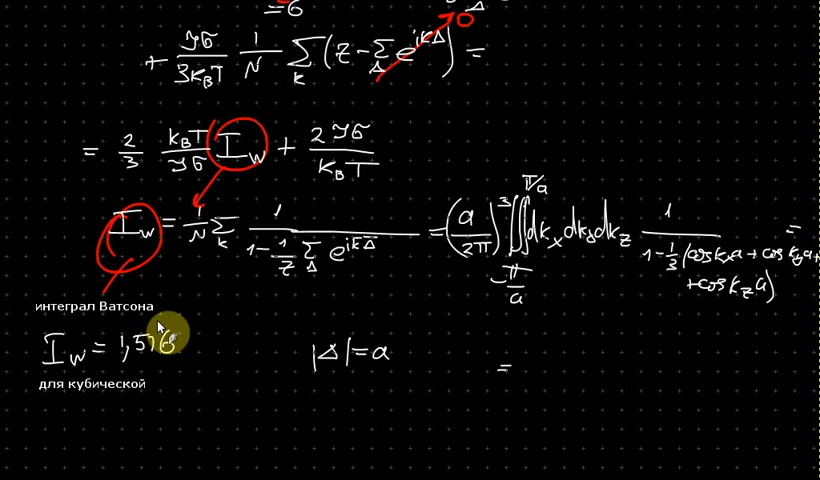 = 6 Δ
+ Jσ/3k_BT 1/N Σ_k (z - Σ_Δ e^{ikΔ}) = 0
= 2/3 k_BT/Jσ I_w + 2Jσ/k_BT
I_w = 1/N Σ_k 1/(1 - 1/z Σ_Δ e^{ikΔ}) = (a/2π)^3 ∭_{-π/a}^{π/a} dk_x dk_y dk_z 1/(1 - 1/3 (cos k_x a + cos k_y a + =
+ cos k_z a)
интеграл Ватсона
I_w = 1,516 |Δ| = a =
для кубической